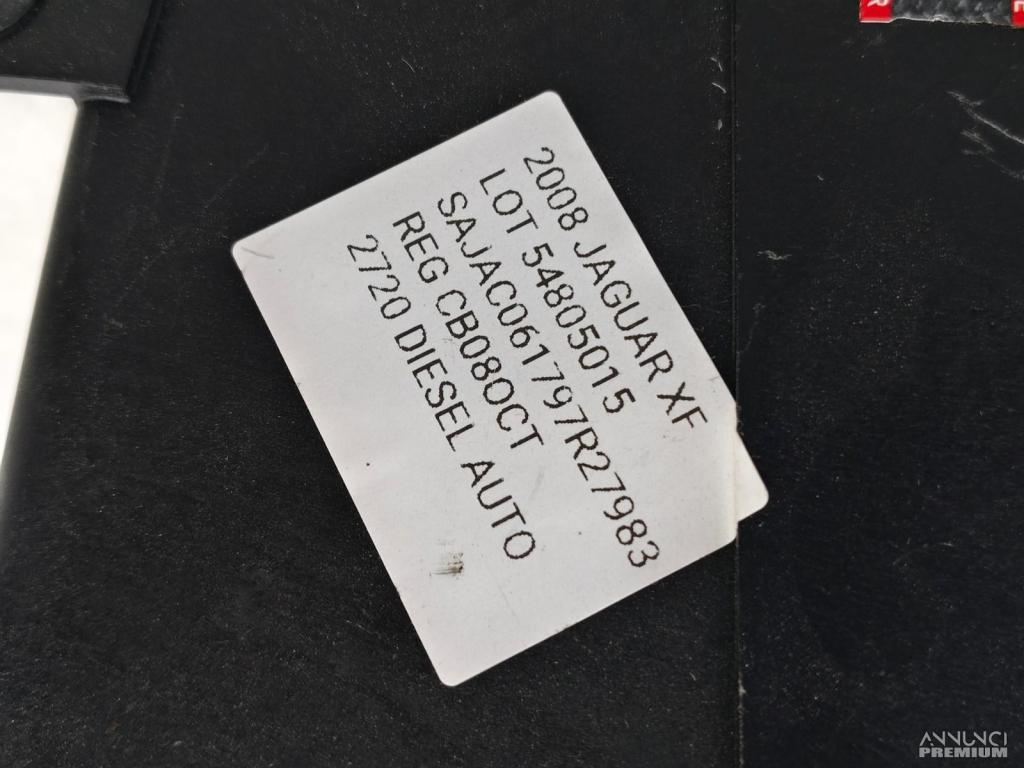 2008 JAGUAR XF
LOT 54805015
SAJAC061797R27983
REG CB08OCT
2720 DIESEL AUTO
R
E
ANNUNCI
PREMIUM